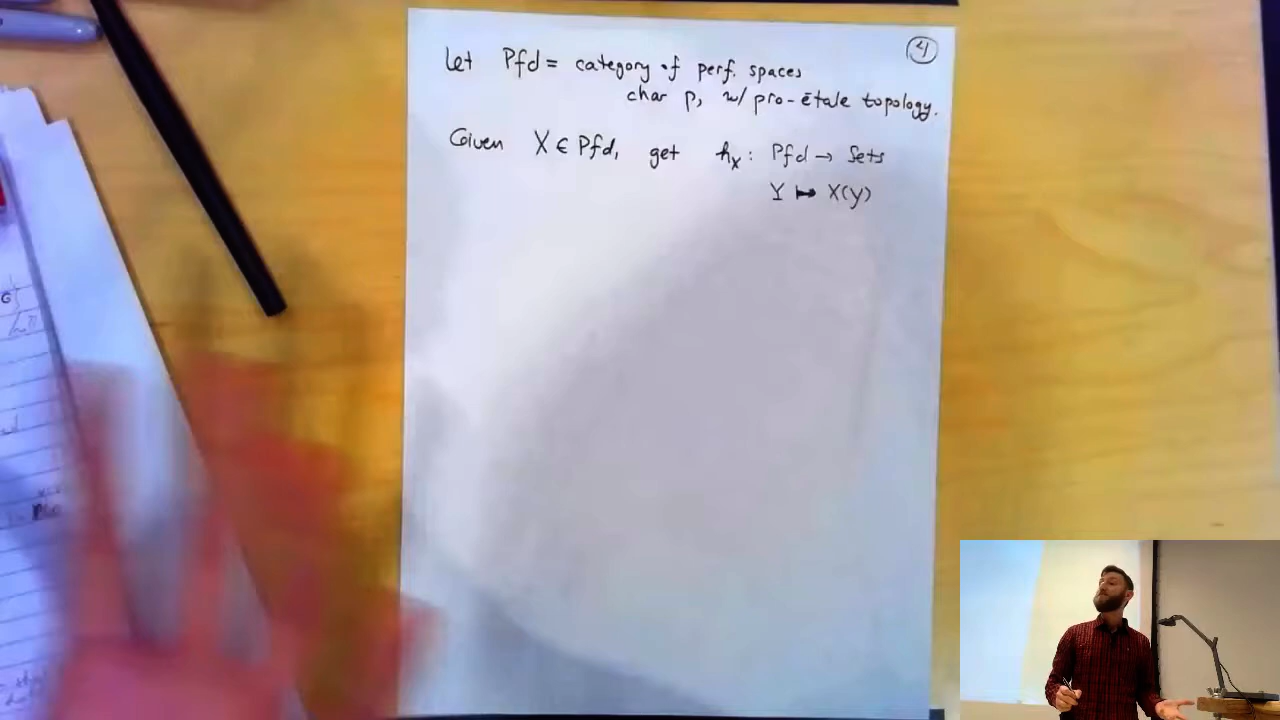 ④
Let Pfd = category of perf. spaces
char p, w/ pro-étale topology.
Given X ∈ Pfd, get h_X : Pfd → Sets
Y ↦ X(Y)